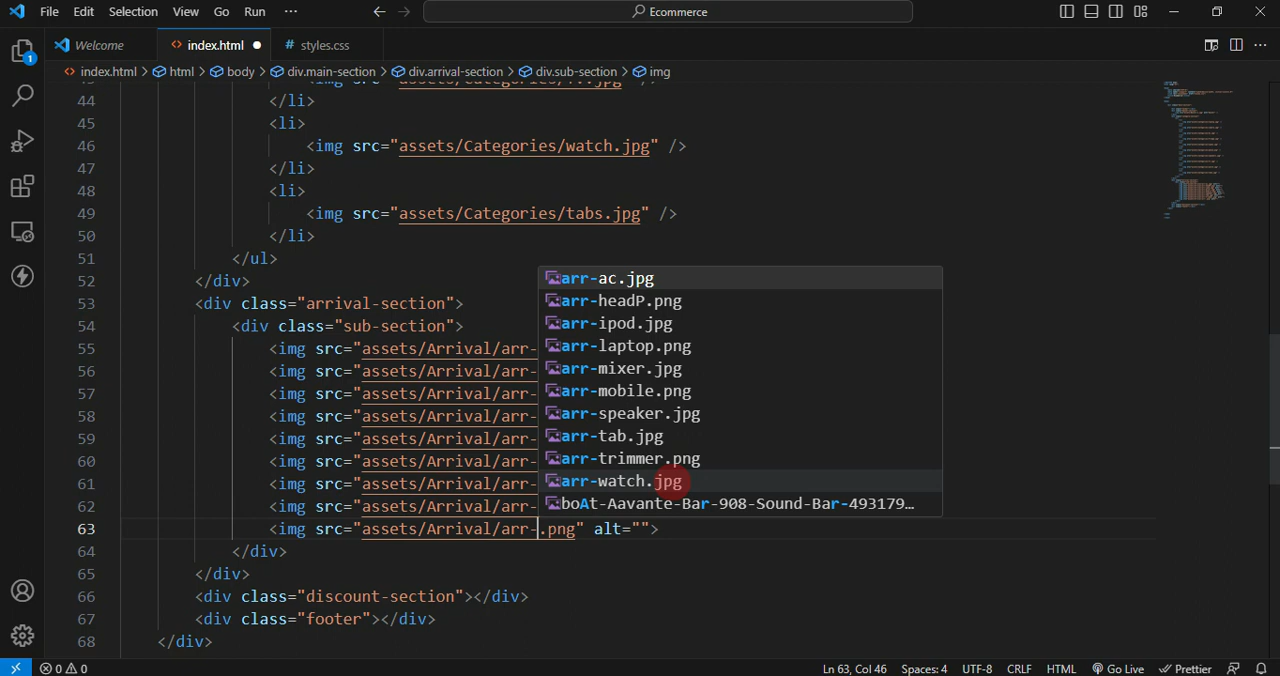 File Edit Selection View Go Run ··· Ecommerce
Welcome index.html styles.css
index.html > html > body > div.main-section > div.arrival-section > div.sub-section > img
44 </li>
45 <li>
46 <img src="assets/Categories/watch.jpg" />
47 </li>
48 <li>
49 <img src="assets/Categories/tabs.jpg" />
50 </li>
51 </ul>
52 </div>
53 <div class="arrival-section">
54 <div class="sub-section">
55 <img src="assets/Arrival/arr-
56 <img src="assets/Arrival/arr-
57 <img src="assets/Arrival/arr-
58 <img src="assets/Arrival/arr-
59 <img src="assets/Arrival/arr-
60 <img src="assets/Arrival/arr-
61 <img src="assets/Arrival/arr-
62 <img src="assets/Arrival/arr-
63 <img src="assets/Arrival/arr-.png" alt="">
64 </div>
65 </div>
66 <div class="discount-section"></div>
67 <div class="footer"></div>
68 </div>
arr-ac.jpg
arr-headP.png
arr-ipod.jpg
arr-laptop.png
arr-mixer.jpg
arr-mobile.png
arr-speaker.jpg
arr-tab.jpg
arr-trimmer.png
arr-watch.jpg
boAt-Aavante-Bar-908-Sound-Bar-493179…
1
0 0 Ln 63, Col 46 Spaces: 4 UTF-8 CRLF HTML Go Live Prettier